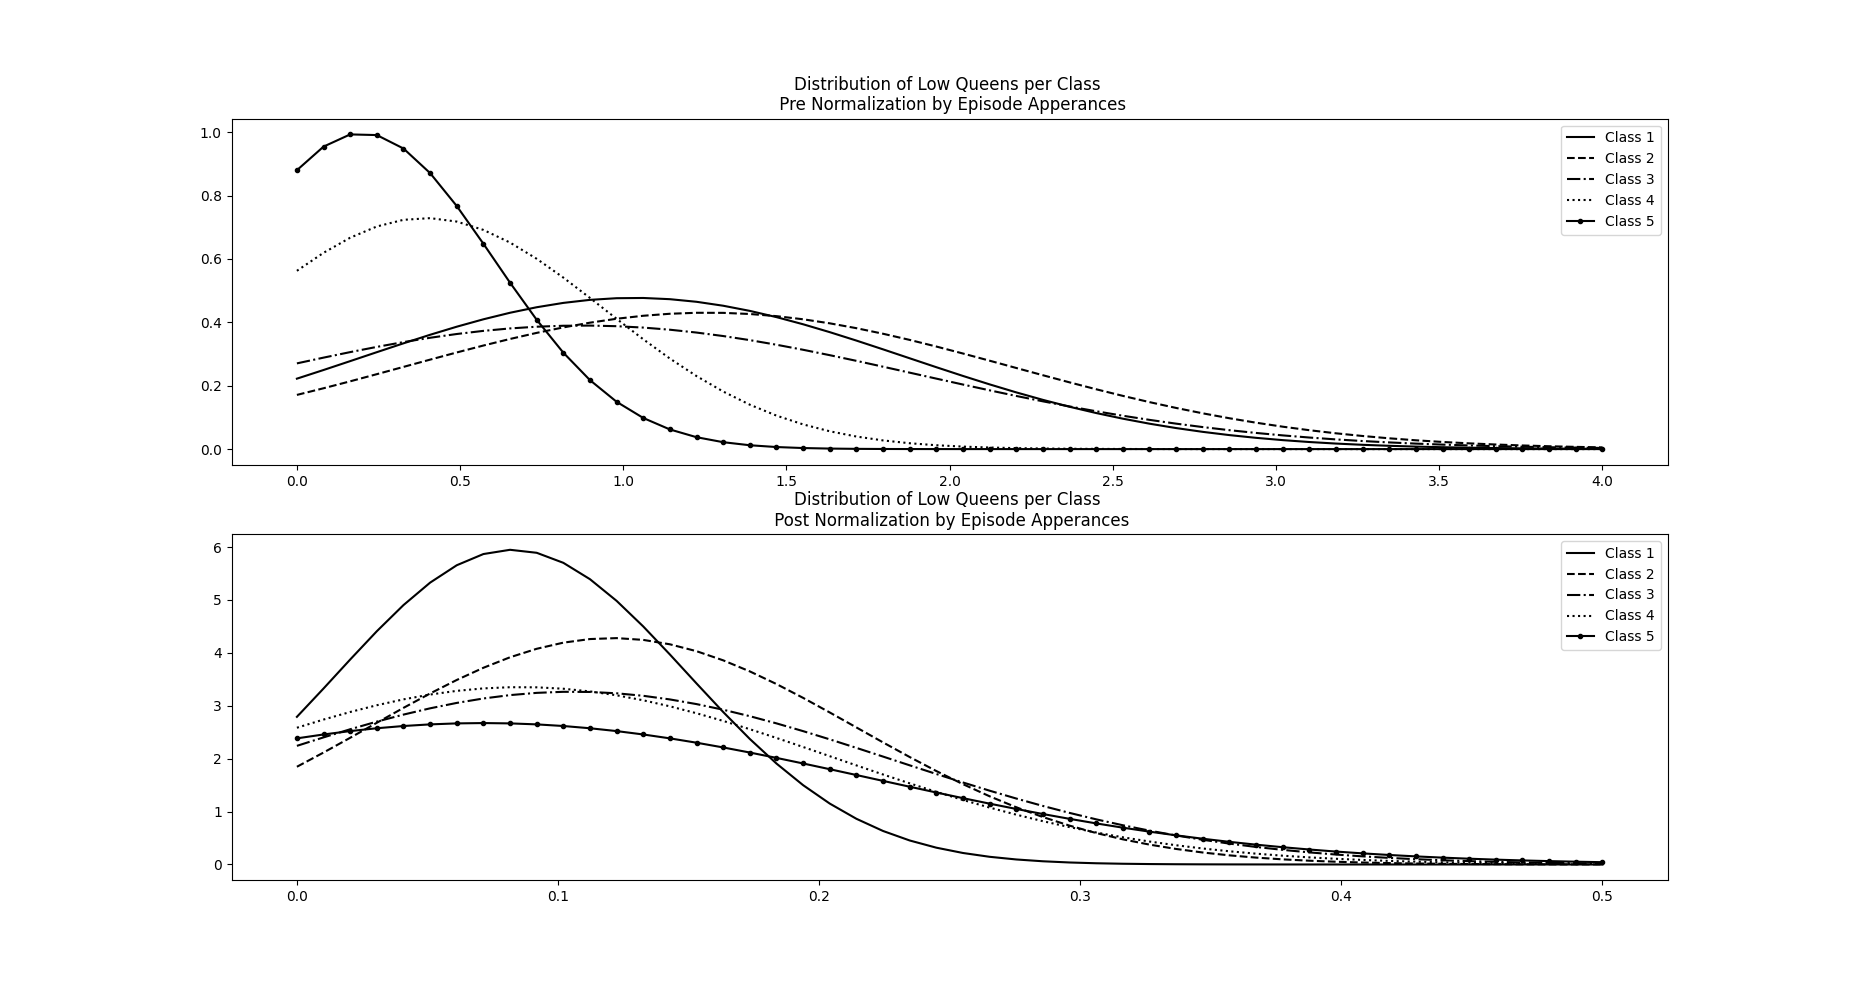 Distribution of Low Queens per Class
Pre Normalization by Episode Apperances
1.0
0.8
0.6
0.4
0.2
0.0
Class 1
Class 2
Class 3
Class 4
Class 5
0.0 0.5 1.0 1.5 2.0 2.5 3.0 3.5 4.0
Distribution of Low Queens per Class
Post Normalization by Episode Apperances
6
5
4
3
2
1
0
Class 1
Class 2
Class 3
Class 4
Class 5
0.0 0.1 0.2 0.3 0.4 0.5